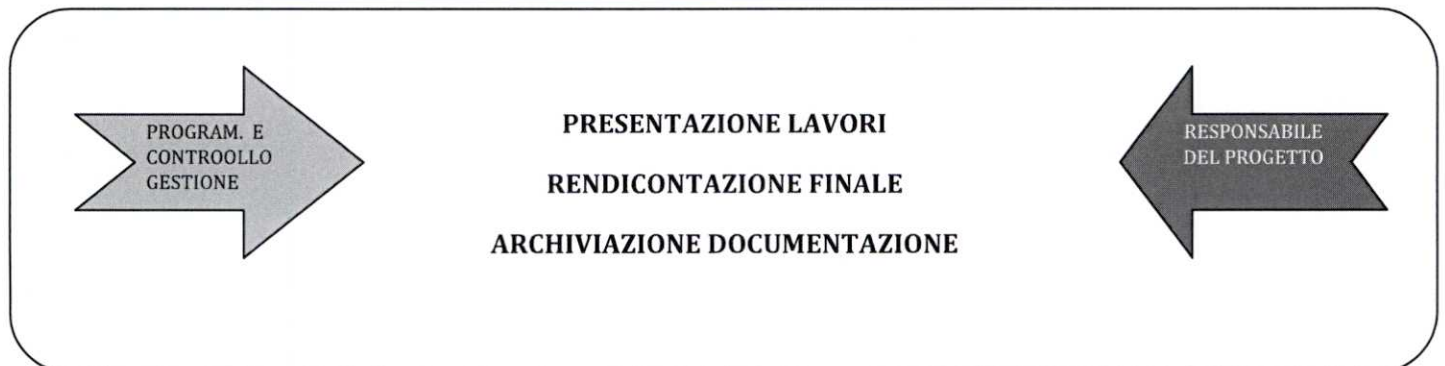 PROGRAM. E
CONTROOLLO
GESTIONE
PRESENTAZIONE LAVORI
RENDICONTAZIONE FINALE
ARCHIVIAZIONE DOCUMENTAZIONE
RESPONSABILE
DEL PROGETTO